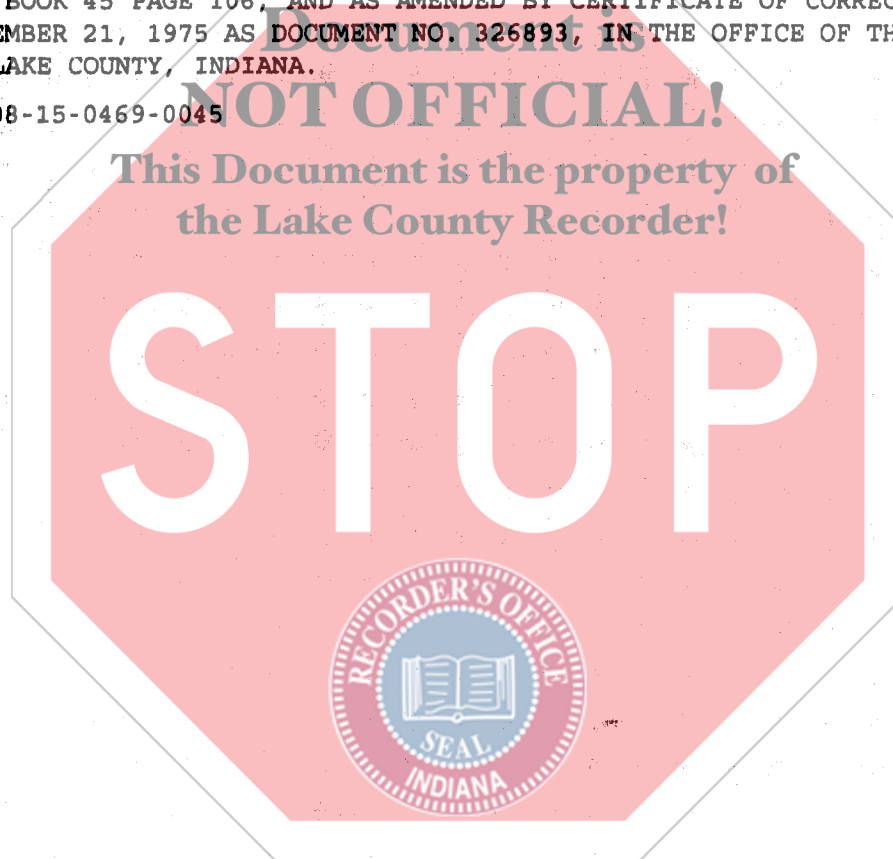 BOOK 45 PAGE 106, AND AS AMENDED BY CERTIFICATE OF CORREC
EMBER 21, 1975 AS DOCUMENT NO. 326893, IN THE OFFICE OF TH
LAKE COUNTY, INDIANA.
08-15-0469-0045
Document is
NOT OFFICIAL!
This Document is the property of
the Lake County Recorder!
STOP
RECORDER'S OFFICE
SEAL
INDIANA